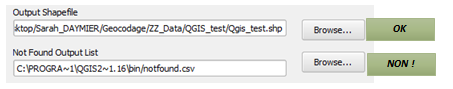 Output Shapefile
ktop/Sarah_DAYMIER/Geocodage/ZZ_Data/QGIS_test/Qgis_test.shp Browse... OK
Not Found Output List
C:\PROGRA~1\QGIS2~1.16\bin/notfound.csv Browse... NON !